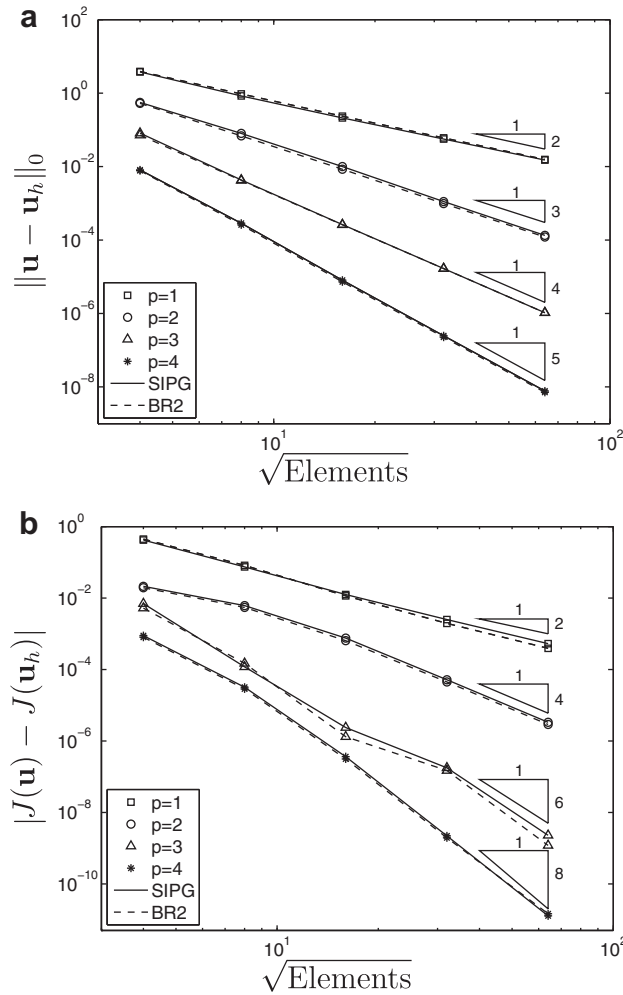 a
10^2
10^0
10^-2
10^-4
10^-6
10^-8
‖u − u_h‖_0
1
2
1
3
1
4
1
5
p=1
p=2
p=3
p=4
SIPG
BR2
10^1
10^2
√Elements
b
10^0
10^-2
10^-4
10^-6
10^-8
10^-10
|J(u) − J(u_h)|
1
2
1
4
1
6
1
8
p=1
p=2
p=3
p=4
SIPG
BR2
10^1
10^2
√Elements